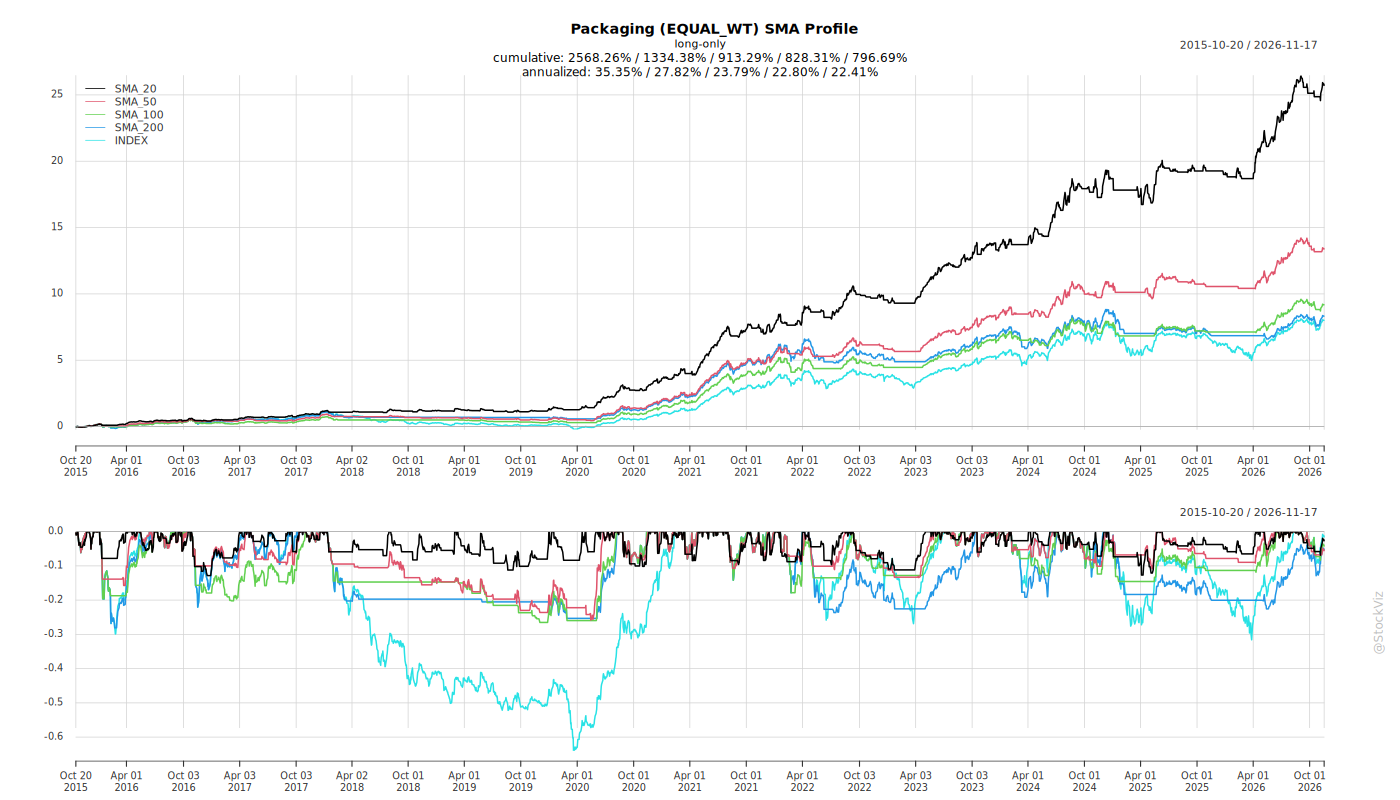 Packaging (EQUAL_WT) SMA Profile
long-only
2015-10-20 / 2026-11-17
cumulative: 2568.26% / 1334.38% / 913.29% / 828.31% / 796.69%
annualized: 35.35% / 27.82% / 23.79% / 22.80% / 22.41%
SMA_20
SMA_50
SMA_100
SMA_200
INDEX
25
20
15
10
5
0
Oct 20 Apr 01 Oct 03 Apr 03 Oct 03 Apr 02 Oct 01 Apr 01 Oct 01 Apr 01 Oct 01 Apr 01 Oct 01 Apr 01 Oct 03 Apr 03 Oct 03 Apr 01 Oct 01 Apr 01 Oct 01 Apr 01 Oct 01
2015 2016 2016 2017 2017 2018 2018 2019 2019 2020 2020 2021 2021 2022 2022 2023 2023 2024 2024 2025 2025 2026 2026
2015-10-20 / 2026-11-17
0.0
-0.1
-0.2
-0.3
-0.4
-0.5
-0.6
Oct 20 Apr 01 Oct 03 Apr 03 Oct 03 Apr 02 Oct 01 Apr 01 Oct 01 Apr 01 Oct 01 Apr 01 Oct 01 Apr 01 Oct 03 Apr 03 Oct 03 Apr 01 Oct 01 Apr 01 Oct 01 Apr 01 Oct 01
2015 2016 2016 2017 2017 2018 2018 2019 2019 2020 2020 2021 2021 2022 2022 2023 2023 2024 2024 2025 2025 2026 2026
@StockViz